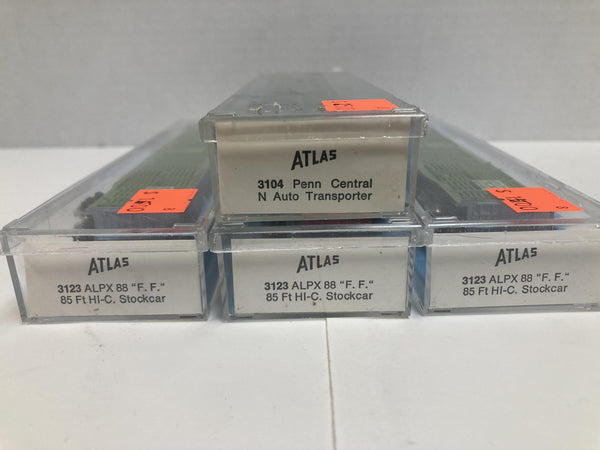 ATLAS
3104 Penn Central
N Auto Transporter
ATLAS
3123 ALPX 88 "F. F."
85 Ft HI-C. Stockcar
ATLAS
3123 ALPX 88 "F. F."
85 Ft HI-C. Stockcar
ATLAS
3123 ALPX 88 "F. F."
85 Ft HI-C. Stockcar